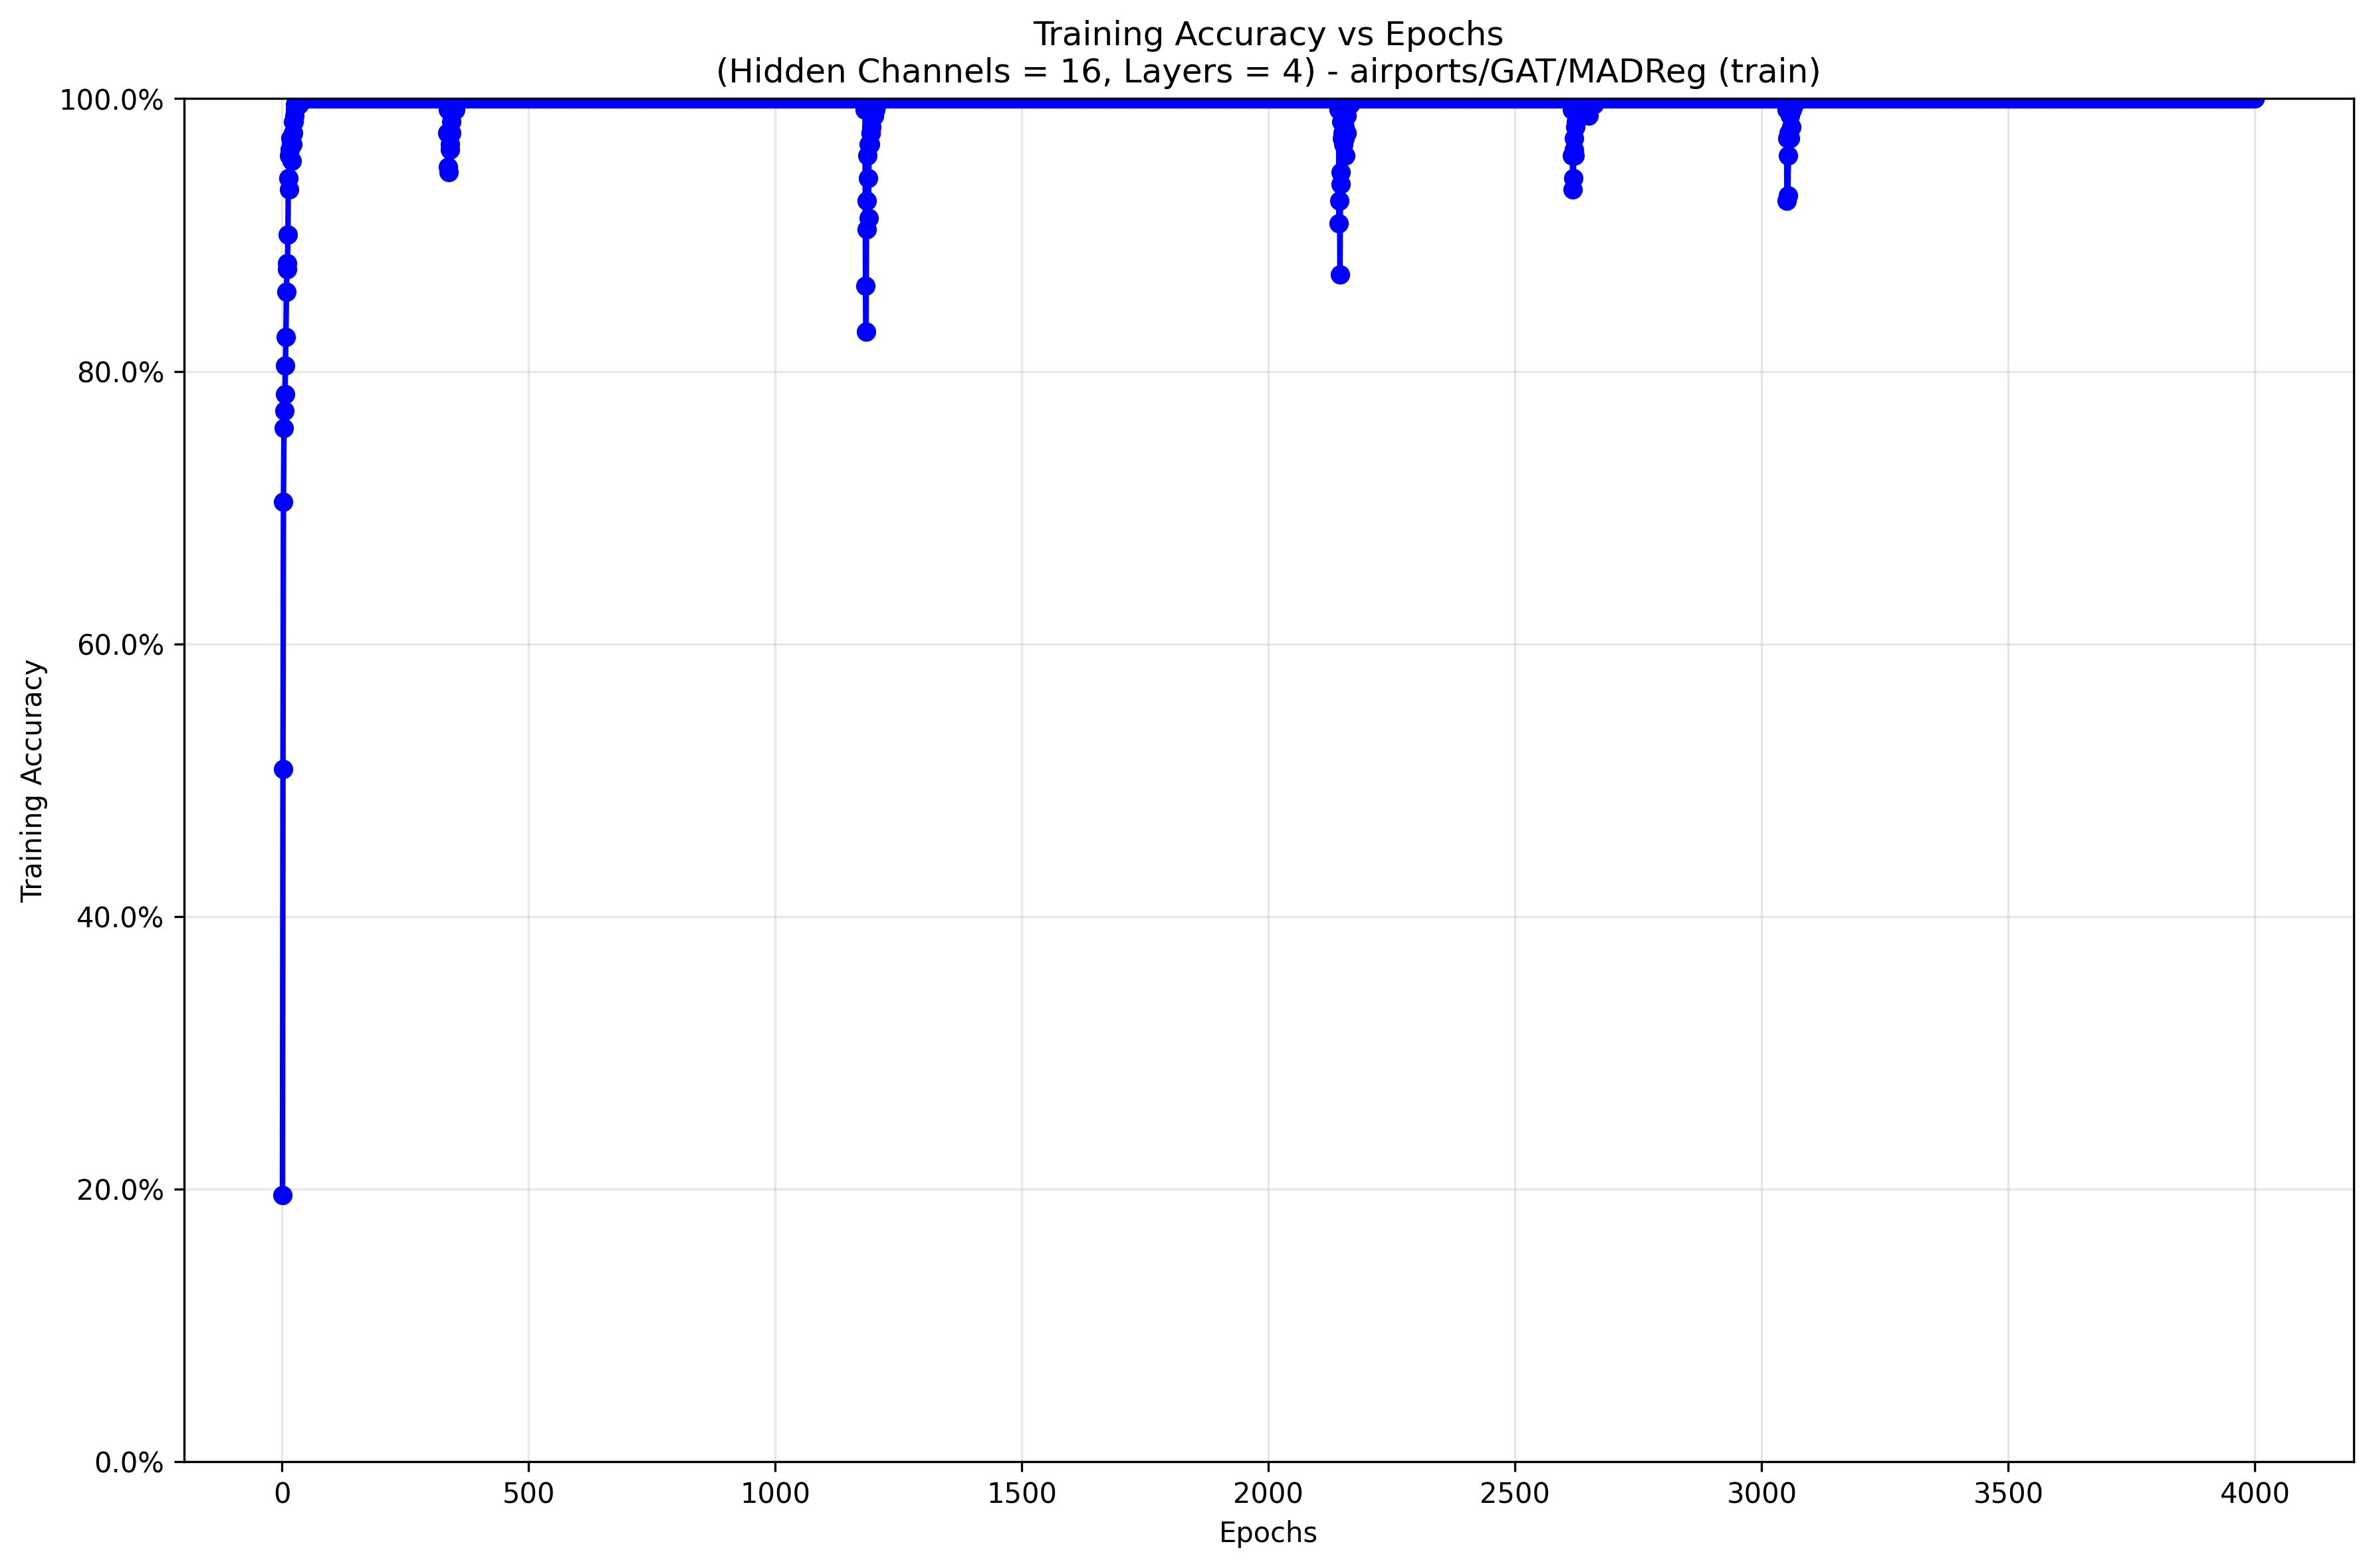 Training Accuracy vs Epochs
(Hidden Channels = 16, Layers = 4) - airports/GAT/MADReg (train)
100.0%
80.0%
60.0%
40.0%
20.0%
0.0%
Training Accuracy
0 500 1000 1500 2000 2500 3000 3500 4000
Epochs